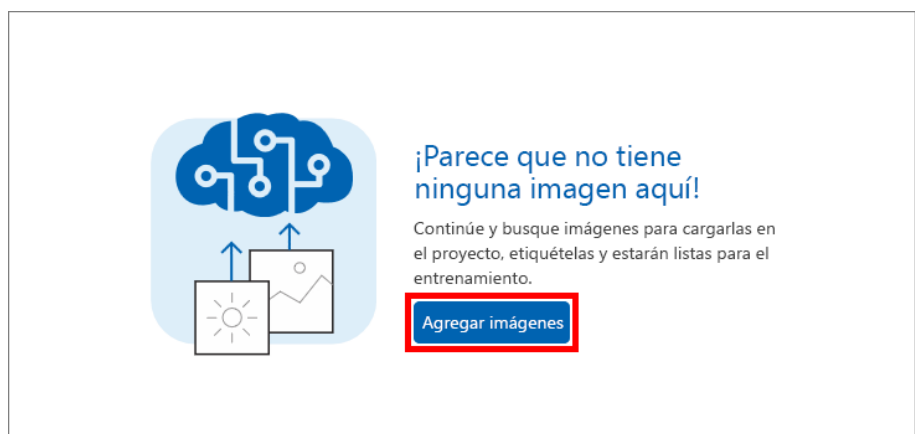 ¡Parece que no tiene
ninguna imagen aquí!
Continúe y busque imágenes para cargarlas en
el proyecto, etiquételas y estarán listas para el
entrenamiento.
Agregar imágenes